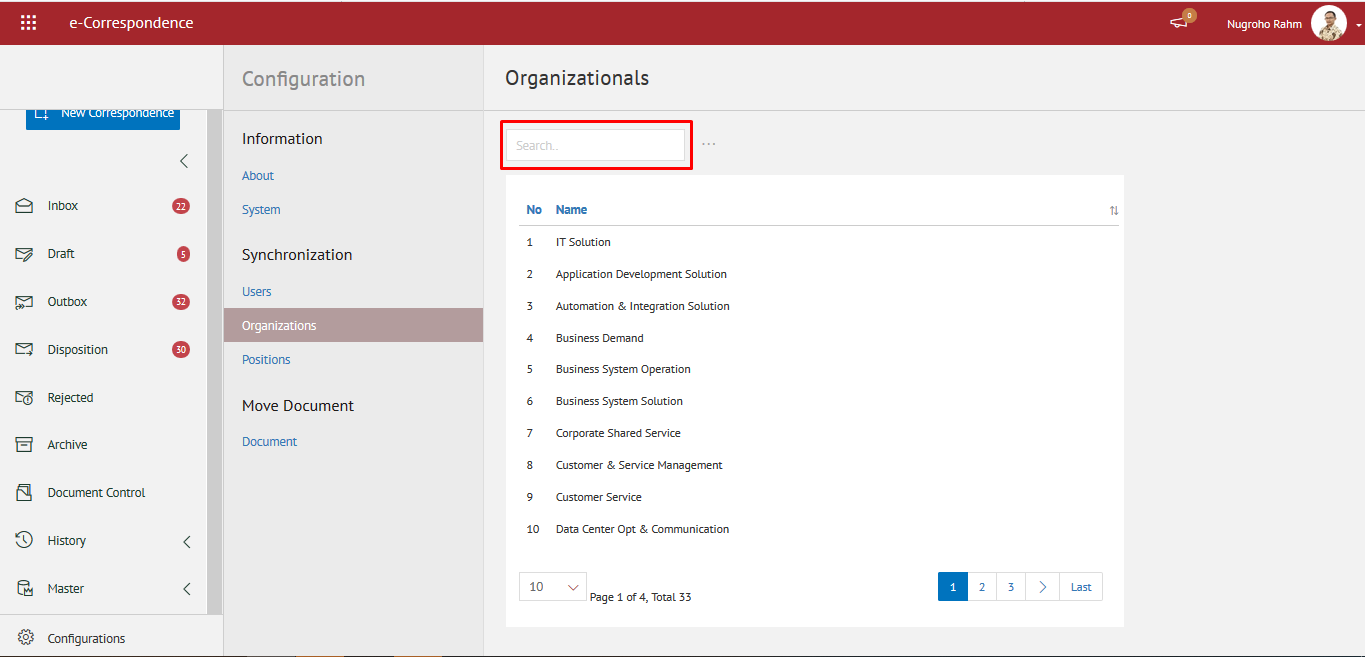 e-Correspondence
0
Nugroho Rahm
New Correspondence
Inbox 22
Draft 5
Outbox 32
Disposition 30
Rejected
Archive
Document Control
History
Master
Configurations
Configuration
Information
About
System
Synchronization
Users
Organizations
Positions
Move Document
Document
Organizationals
Search..
...
No Name
1 IT Solution
2 Application Development Solution
3 Automation & Integration Solution
4 Business Demand
5 Business System Operation
6 Business System Solution
7 Corporate Shared Service
8 Customer & Service Management
9 Customer Service
10 Data Center Opt & Communication
10 Page 1 of 4, Total 33
1 2 3 Last